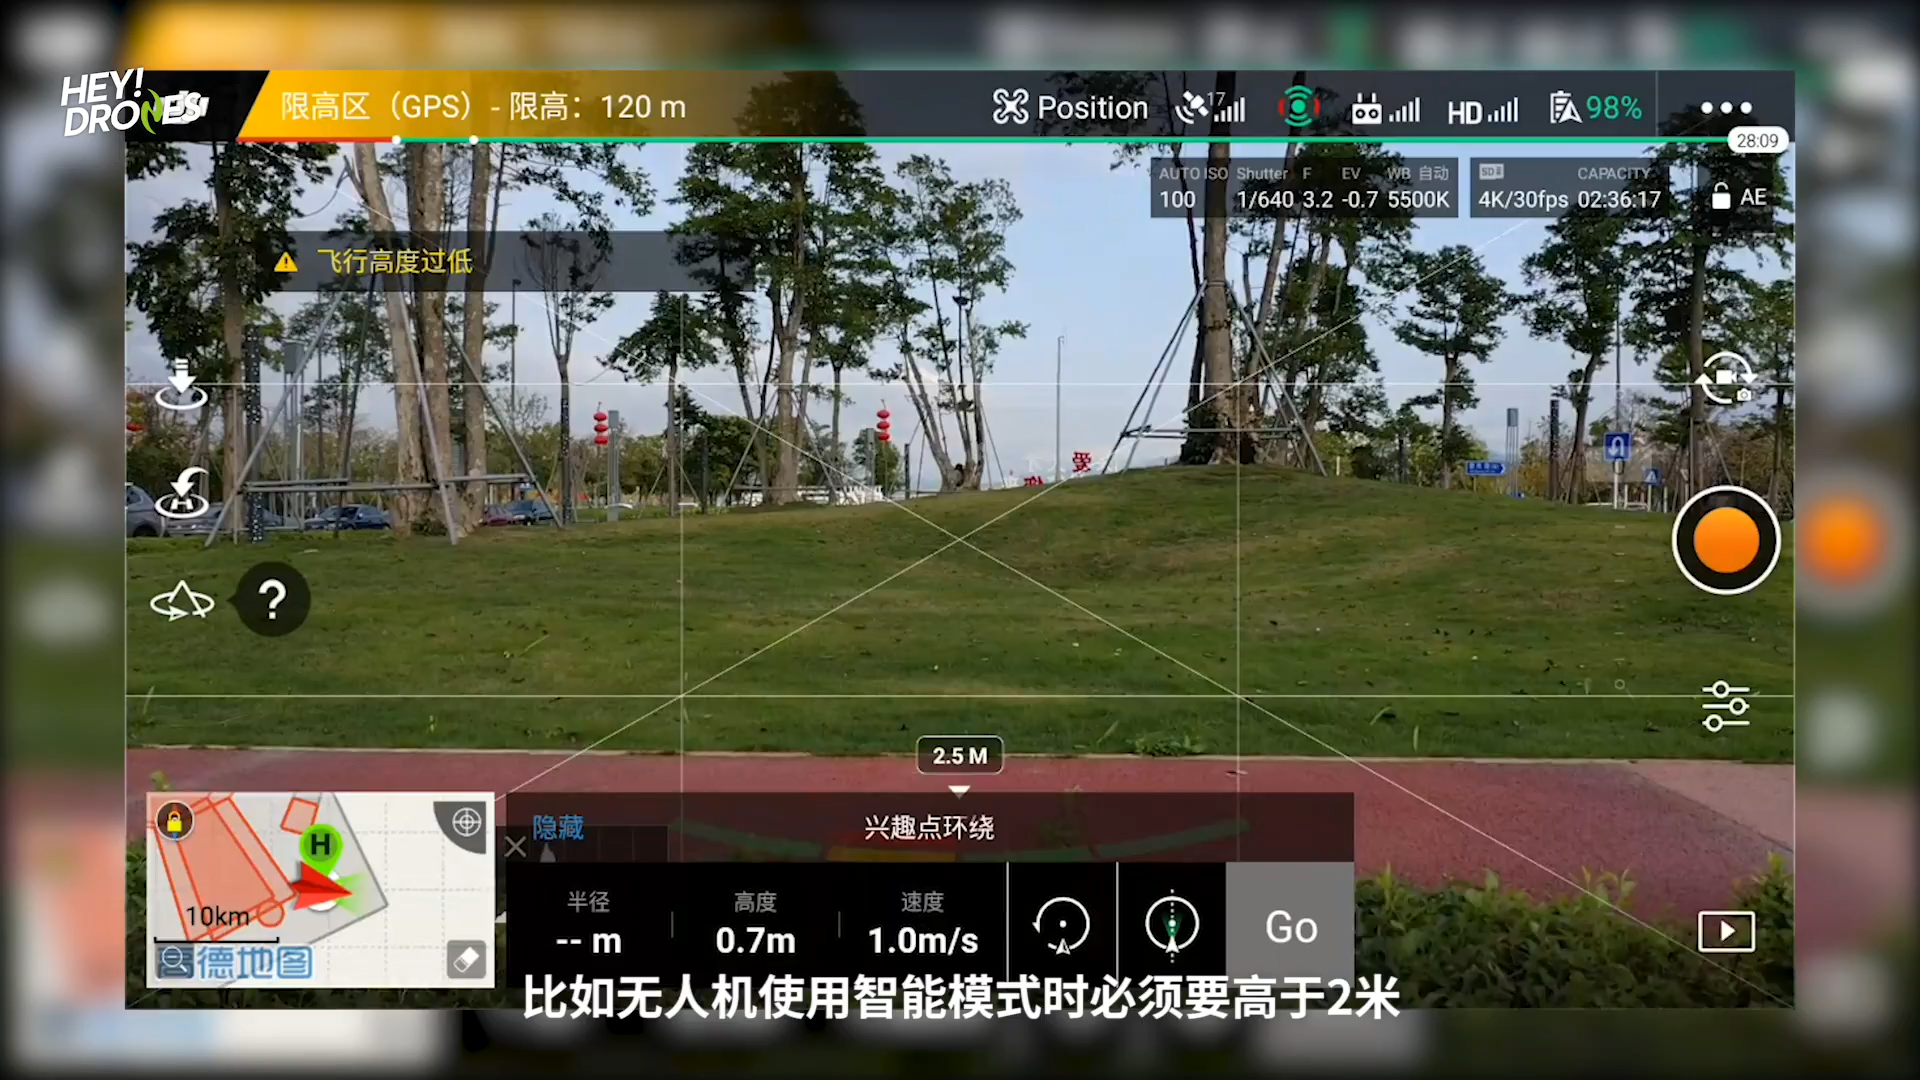 HEY!
DRONES
限高区（GPS）- 限高：120 m
Position
17
HD
98%
28:09
AUTO ISO Shutter F EV WB 自动
100 1/640 3.2 -0.7 5500K
SD CAPACITY
4K/30fps 02:36:17
AE
飞行高度过低
爱
?
2.5 M
隐藏
兴趣点环绕
半径
-- m
高度
0.7m
速度
1.0m/s
Go
H
10km
高德地图
比如无人机使用智能模式时必须要高于2米